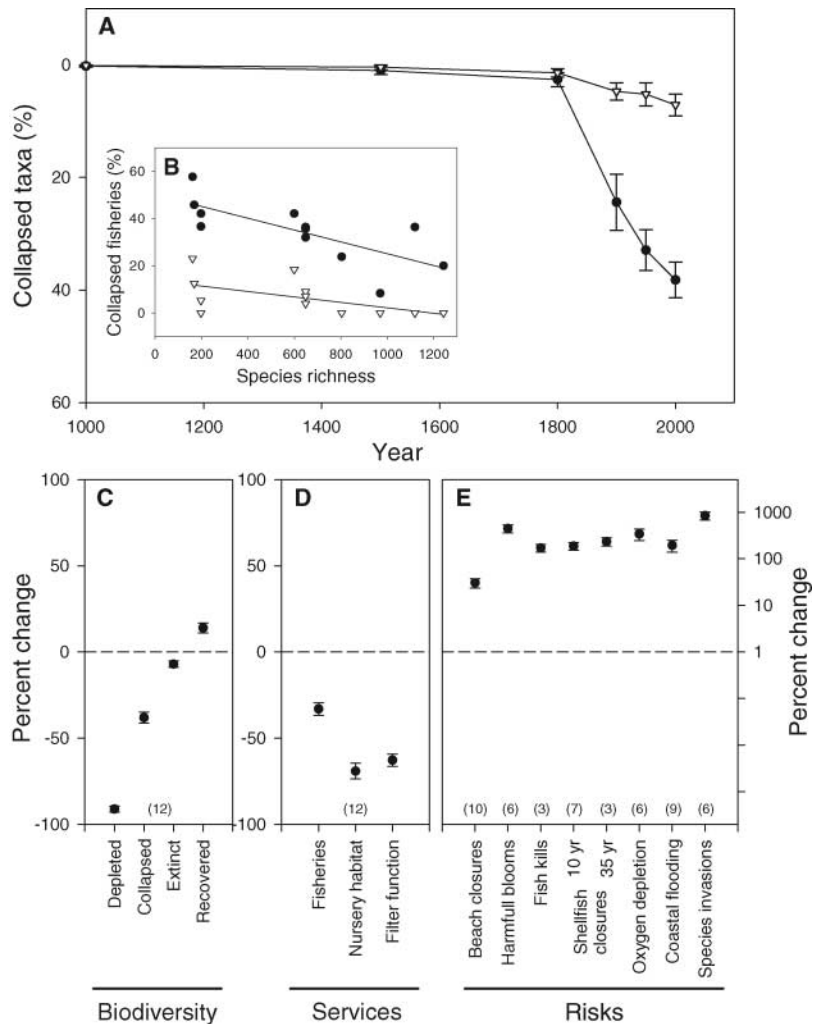 A
0
20
40
60
Collapsed taxa (%)
1000 1200 1400 1600 1800 2000
Year
B
60
40
20
0
Collapsed fisheries (%)
0 200 400 600 800 1000 1200
Species richness
C
100
50
0
-50
-100
Percent change
(12)
Depleted
Collapsed
Extinct
Recovered
Biodiversity
D
100
50
0
-50
-100
(12)
Fisheries
Nursery habitat
Filter function
Services
E
1000
100
10
1
Percent change
(10) (6) (3) (7) (3) (6) (9) (6)
Beach closures
Harmfull blooms
Fish kills
Shellfish 10 yr
closures 35 yr
Oxygen depletion
Coastal flooding
Species invasions
Risks